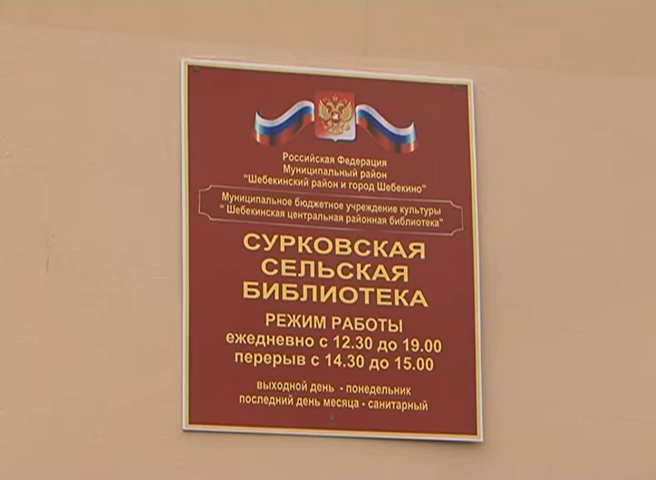 Российская Федерация
Муниципальный район
"Шебекинский район и город Шебекино"
Муниципальное бюджетное учреждение культуры
" Шебекинская центральная районная библиотека"
СУРКОВСКАЯ
СЕЛЬСКАЯ
БИБЛИОТЕКА
РЕЖИМ РАБОТЫ
ежедневно с 12.30 до 19.00
перерыв с 14.30 до 15.00
выходной день - понедельник
последний день месяца - санитарный